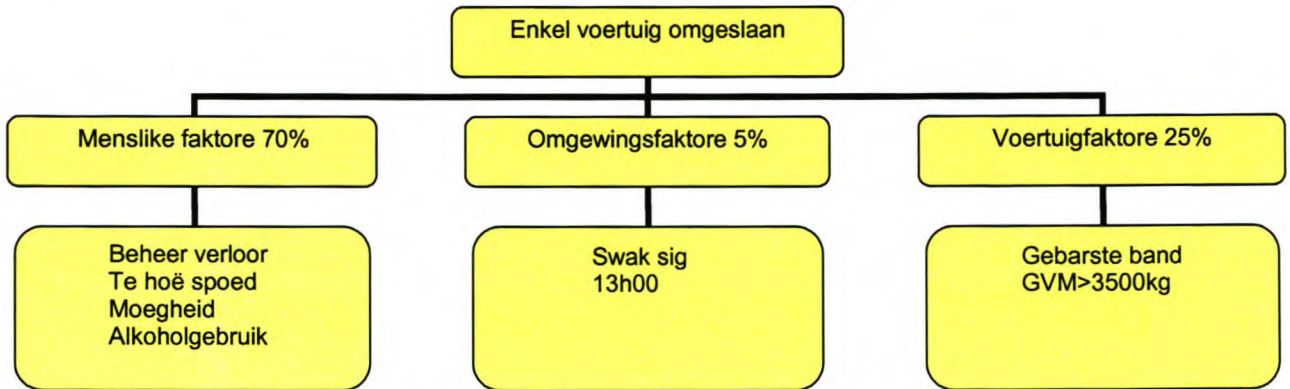 Enkel voertuig omgeslaan
Menslike faktore 70%
Omgewingsfaktore 5%
Voertuigfaktore 25%
Beheer verloor
Te hoë spoed
Moegheid
Alkoholgebruik
Swak sig
13h00
Gebarste band
GVM>3500kg